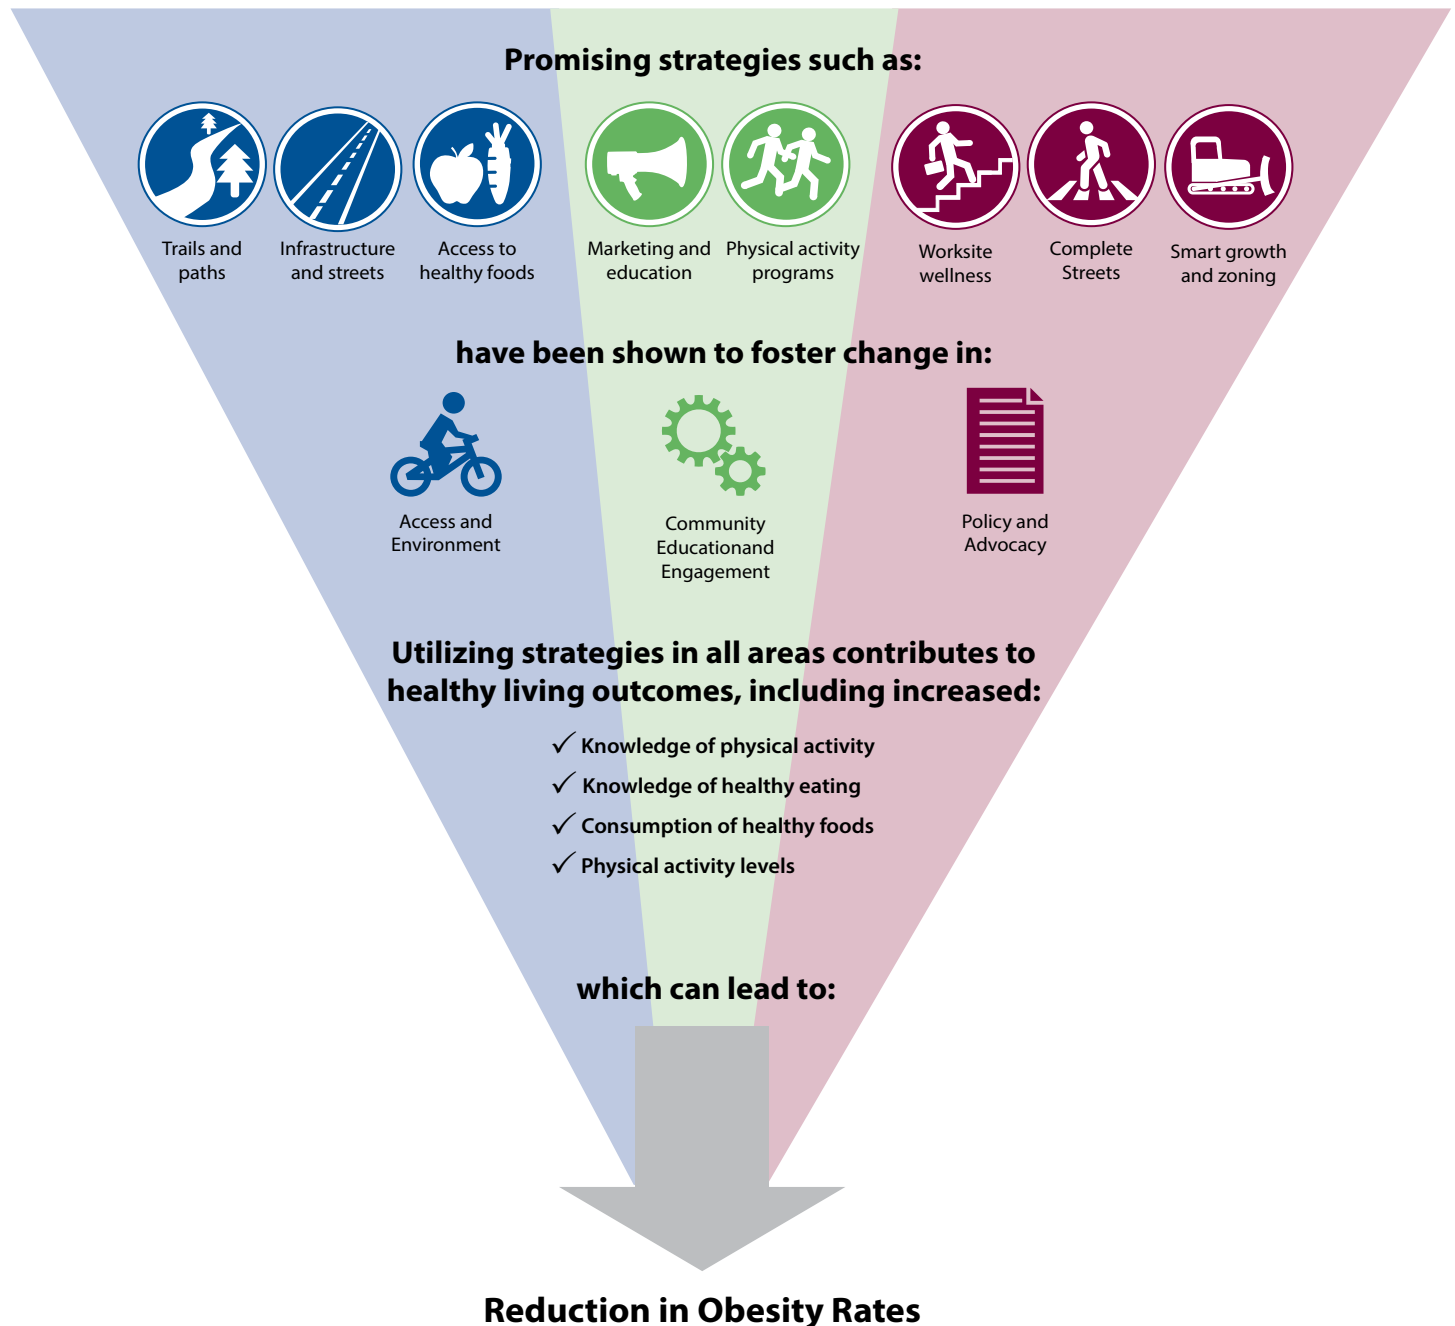 Promising strategies such as:
Trails and
paths
Infrastructure
and streets
Access to
healthy foods
Marketing and
education
Physical activity
programs
Worksite
wellness
Complete
Streets
Smart growth
and zoning
have been shown to foster change in:
Access and
Environment
Community
Educationand
Engagement
Policy and
Advocacy
Utilizing strategies in all areas contributes to
healthy living outcomes, including increased:
✓ Knowledge of physical activity
✓ Knowledge of healthy eating
✓ Consumption of healthy foods
✓ Physical activity levels
which can lead to:
Reduction in Obesity Rates